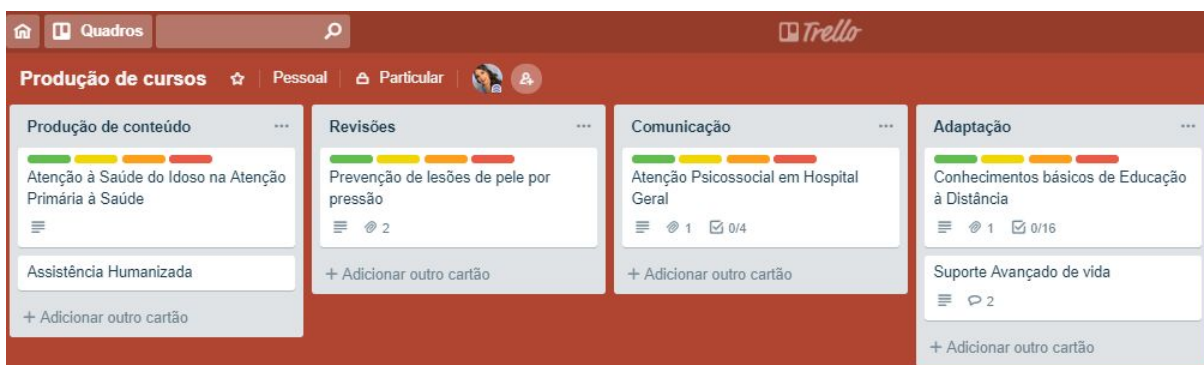 Quadros
Trello
Produção de cursos
Pessoal
Particular
Produção de conteúdo
Atenção à Saúde do Idoso na Atenção
Primária à Saúde
Assistência Humanizada
+ Adicionar outro cartão
Revisões
Prevenção de lesões de pele por
pressão
2
+ Adicionar outro cartão
Comunicação
Atenção Psicossocial em Hospital
Geral
1 0/4
+ Adicionar outro cartão
Adaptação
Conhecimentos básicos de Educação
à Distância
1 0/16
Suporte Avançado de vida
2
+ Adicionar outro cartão